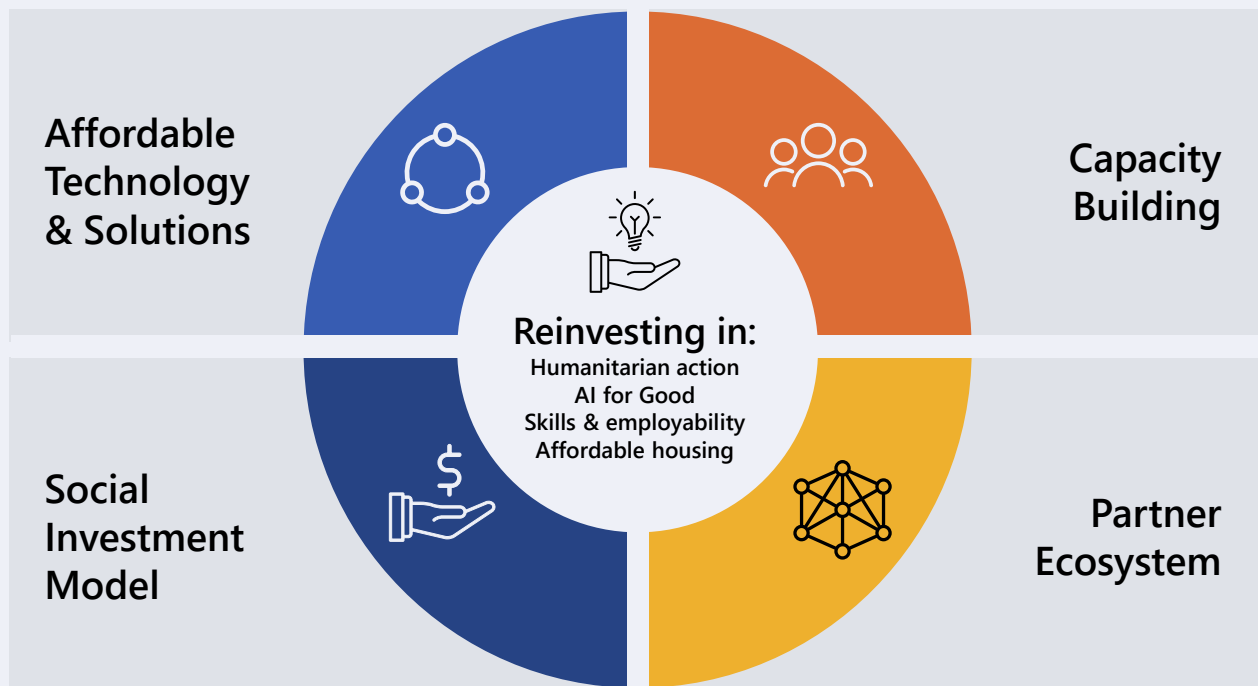 Affordable
Technology
& Solutions
Capacity
Building
Reinvesting in:
Humanitarian action
AI for Good
Skills & employability
Affordable housing
Social
Investment
Model
Partner
Ecosystem